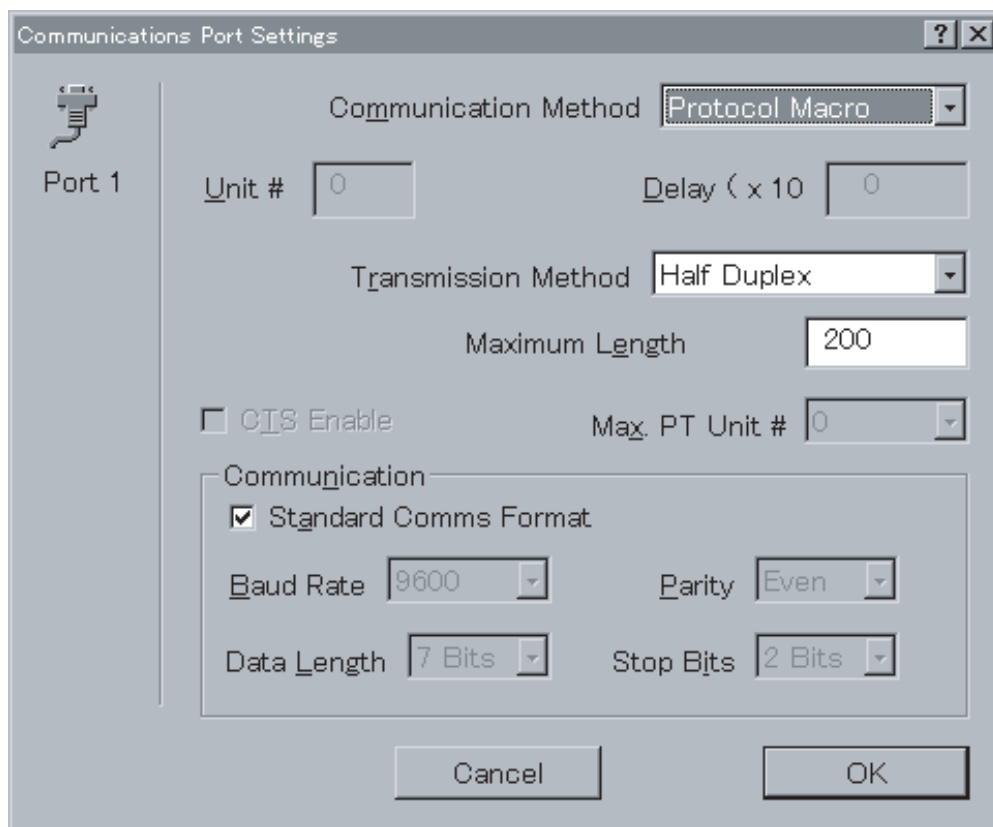 Communications Port Settings
Port 1
Communication Method Protocol Macro
Unit # 0 Delay ( x 10 0
Transmission Method Half Duplex
Maximum Length 200
CTS Enable Max. PT Unit # 0
Communication
Standard Comms Format
Baud Rate 9600 Parity Even
Data Length 7 Bits Stop Bits 2 Bits
Cancel OK